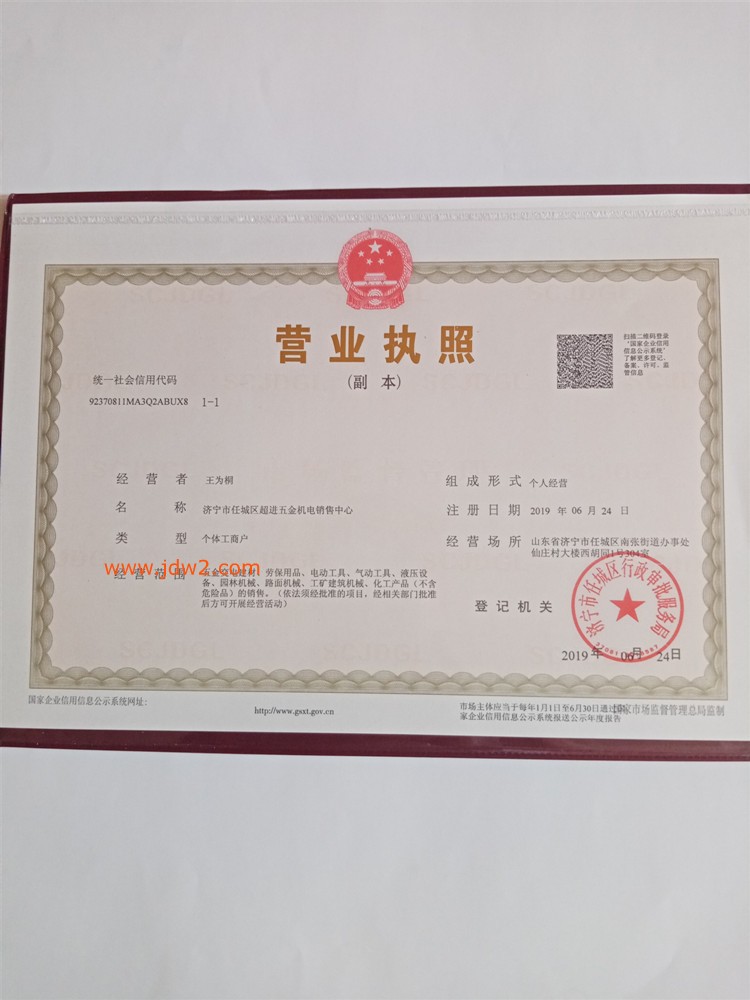 营业执照
(副 本)
扫描二维码登录
“国家企业信用
信息公示系统”
了解更多登记、
备案、许可、监
管信息
统一社会信用代码
92370811MA3Q2ABUX8 1-1
经营者 王为桐
名称 济宁市任城区超进五金机电销售中心
类型 个体工商户
经营范围
五金交电建材、劳保用品、电动工具、气动工具、液压设
备、园林机械、路面机械、工矿建筑机械、化工产品（不含
危险品）的销售。（依法须经批准的项目，经相关部门批准
后方可开展经营活动）
www.jdw2.com
组成形式 个人经营
注册日期 2019 年 06 月 24 日
经营场所 山东省济宁市任城区南张街道办事处
仙庄村大楼西胡同1号304室
登记机关
济宁市任城区行政审批服务局
2019 年 06月 24日
国家企业信用信息公示系统网址：
http://www.gsxt.gov.cn
市场主体应当于每年1月1日至6月30日通过国
家企业信用信息公示系统报送公示年度报告
国家市场监督管理总局监制